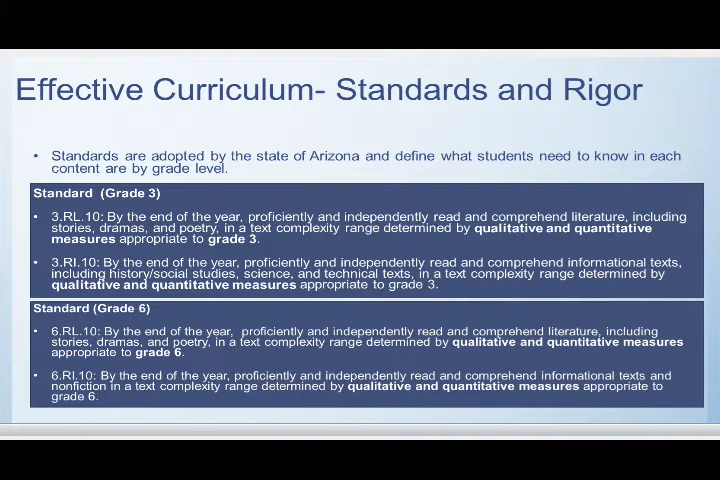 Effective Curriculum- Standards and Rigor
• Standards are adopted by the state of Arizona and define what students need to know in each
content are by grade level.
Standard (Grade 3)
• 3.RL.10: By the end of the year, proficiently and independently read and comprehend literature, including
stories, dramas, and poetry, in a text complexity range determined by qualitative and quantitative
measures appropriate to grade 3.
• 3.RI.10: By the end of the year, proficiently and independently read and comprehend informational texts,
including history/social studies, science, and technical texts, in a text complexity range determined by
qualitative and quantitative measures appropriate to grade 3.
Standard (Grade 6)
• 6.RL.10: By the end of the year, proficiently and independently read and comprehend literature, including
stories, dramas, and poetry, in a text complexity range determined by qualitative and quantitative measures
appropriate to grade 6.
• 6.RI.10: By the end of the year, proficiently and independently read and comprehend informational texts and
nonfiction in a text complexity range determined by qualitative and quantitative measures appropriate to
grade 6.